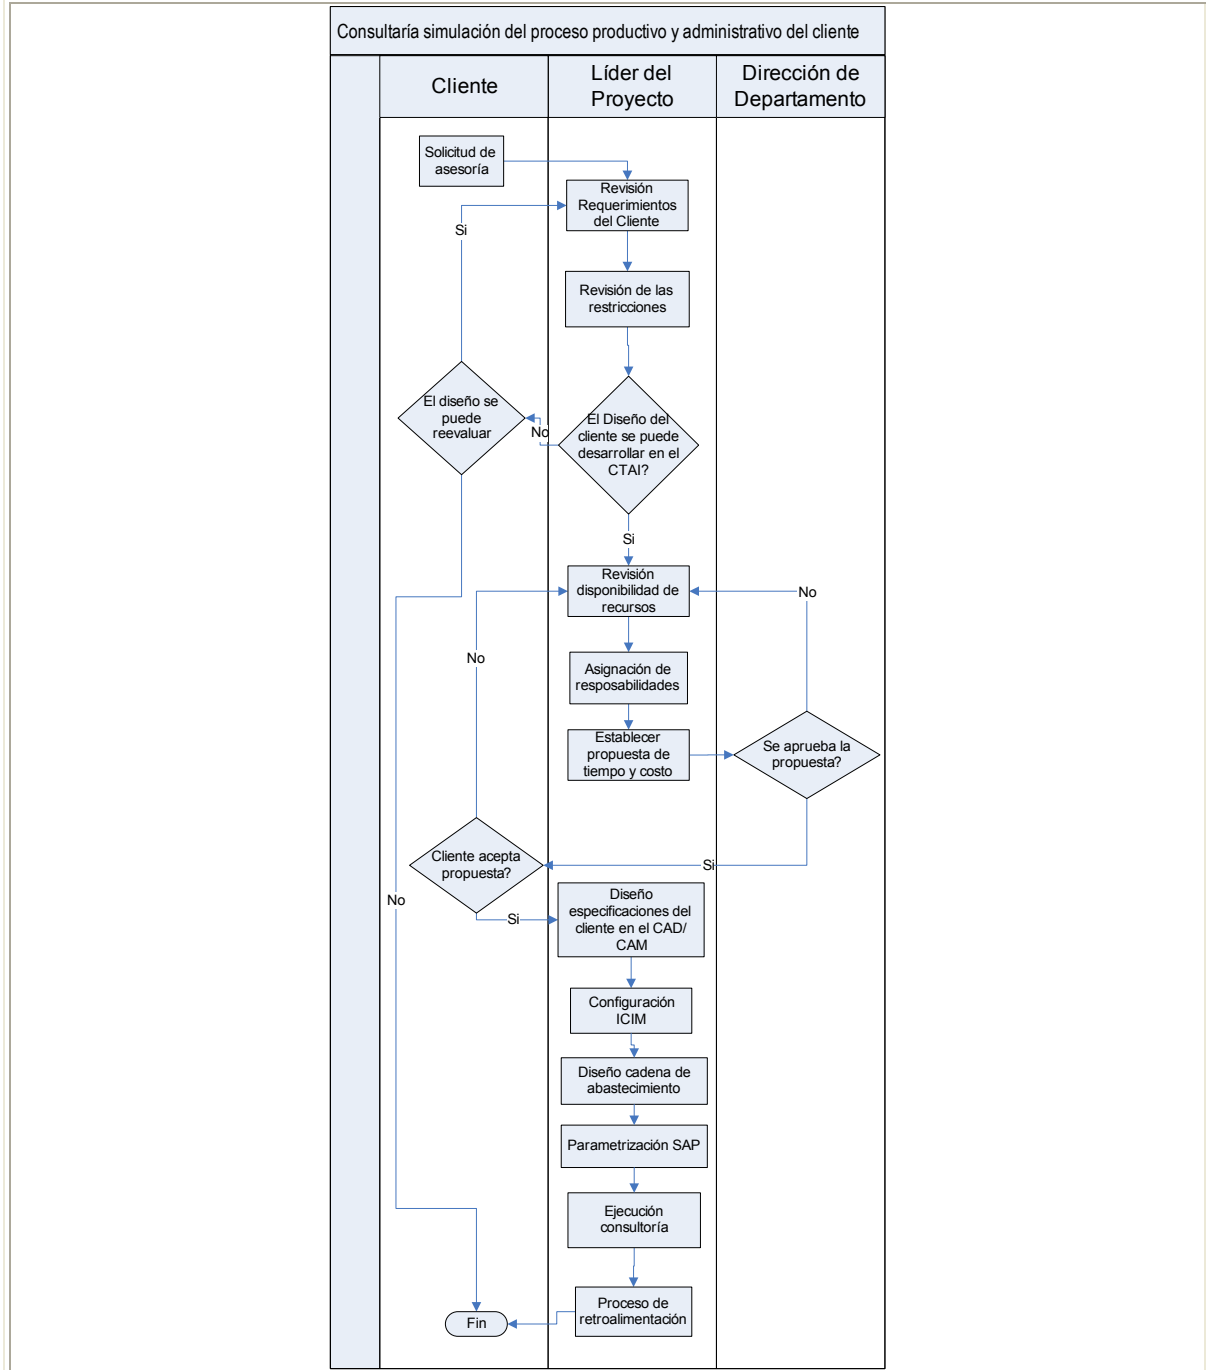 Consultaría simulación del proceso productivo y administrativo del cliente
Cliente
Líder del
Proyecto
Dirección de
Departamento
Solicitud de
asesoría
Revisión
Requerimientos
del Cliente
Si
Revisión de las
restricciones
El diseño se
puede
reevaluar
No
El Diseño del
cliente se puede
desarrollar en el
CTAI?
Si
Revisión
disponibilidad de
recursos
No
No
Asignación de
resposabilidades
Establecer
propuesta de
tiempo y costo
Se aprueba la
propuesta?
Cliente acepta
propuesta?
Si
No
Si
Diseño
especificaciones del
cliente en el CAD/
CAM
Configuración
ICIM
Diseño cadena de
abastecimiento
Parametrización SAP
Ejecución
consultoría
Proceso de
retroalimentación
Fin